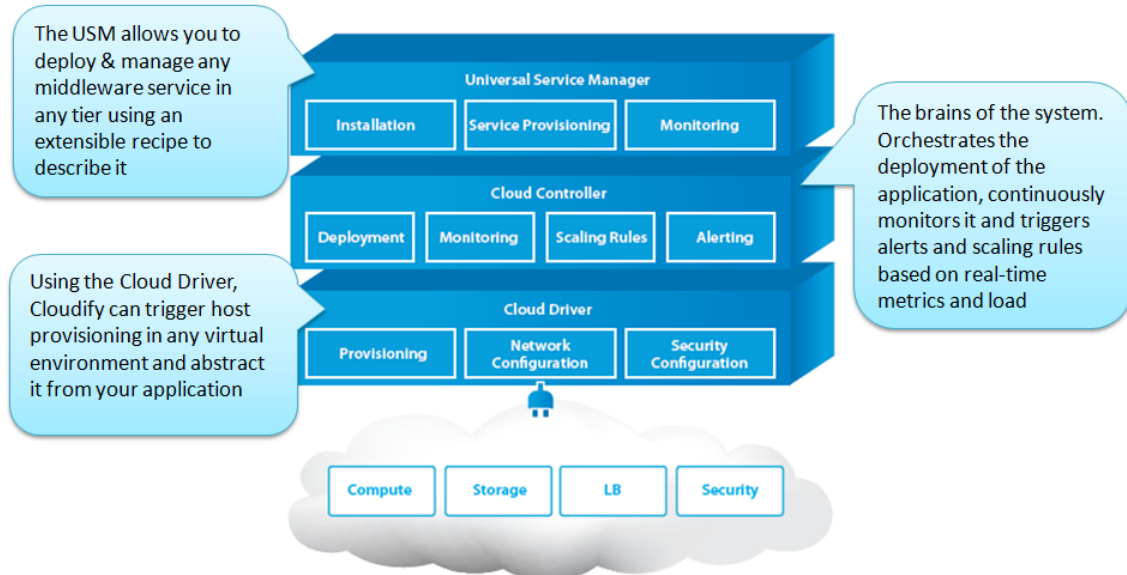 The USM allows you to
deploy & manage any
middleware service in
any tier using an
extensible recipe to
describe it
Universal Service Manager
Installation
Service Provisioning
Monitoring
The brains of the system.
Orchestrates the
deployment of the
application, continuously
monitors it and triggers
alerts and scaling rules
based on real-time
metrics and load
Cloud Controller
Deployment
Monitoring
Scaling Rules
Alerting
Using the Cloud Driver,
Cloudify can trigger host
provisioning in any virtual
environment and abstract
it from your application
Cloud Driver
Provisioning
Network
Configuration
Security
Configuration
Compute
Storage
LB
Security